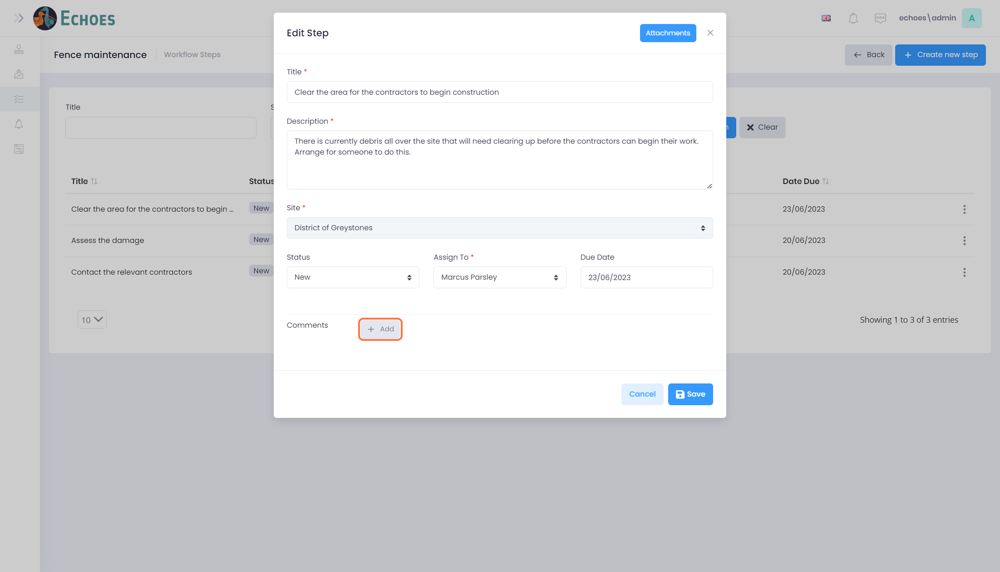 ECHOES
echoes\admin
A
Fence maintenance
Workflow Steps
Back
Create new step
Title
Clear
Title
Status
Date Due
Clear the area for the contractors to begin ...
New
23/06/2023
Assess the damage
New
20/06/2023
Contact the relevant contractors
New
20/06/2023
10
Showing 1 to 3 of 3 entries
Edit Step
Attachments
Title *
Clear the area for the contractors to begin construction
Description *
There is currently debris all over the site that will need clearing up before the contractors can begin their work.
Arrange for someone to do this.
Site *
District of Greystones
Status
Assign To *
Due Date
New
Marcus Parsley
23/06/2023
Comments
Add
Cancel
Save